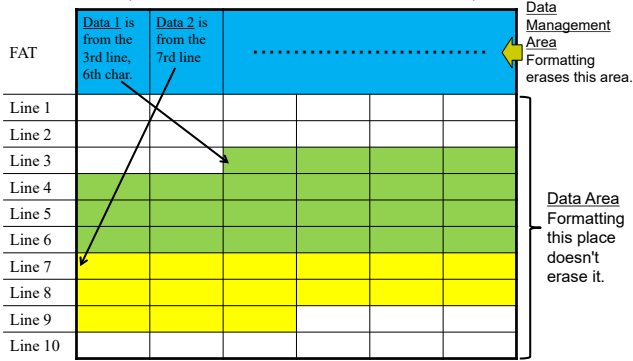 Data 1 is
from the
3rd line,
6th char.
Data 2 is
from the
7rd line
Data
Management
Area
Formatting
erases this area.
FAT
Line 1
Line 2
Line 3
Line 4
Line 5
Line 6
Line 7
Line 8
Line 9
Line 10
Data Area
Formatting
this place
doesn't
erase it.